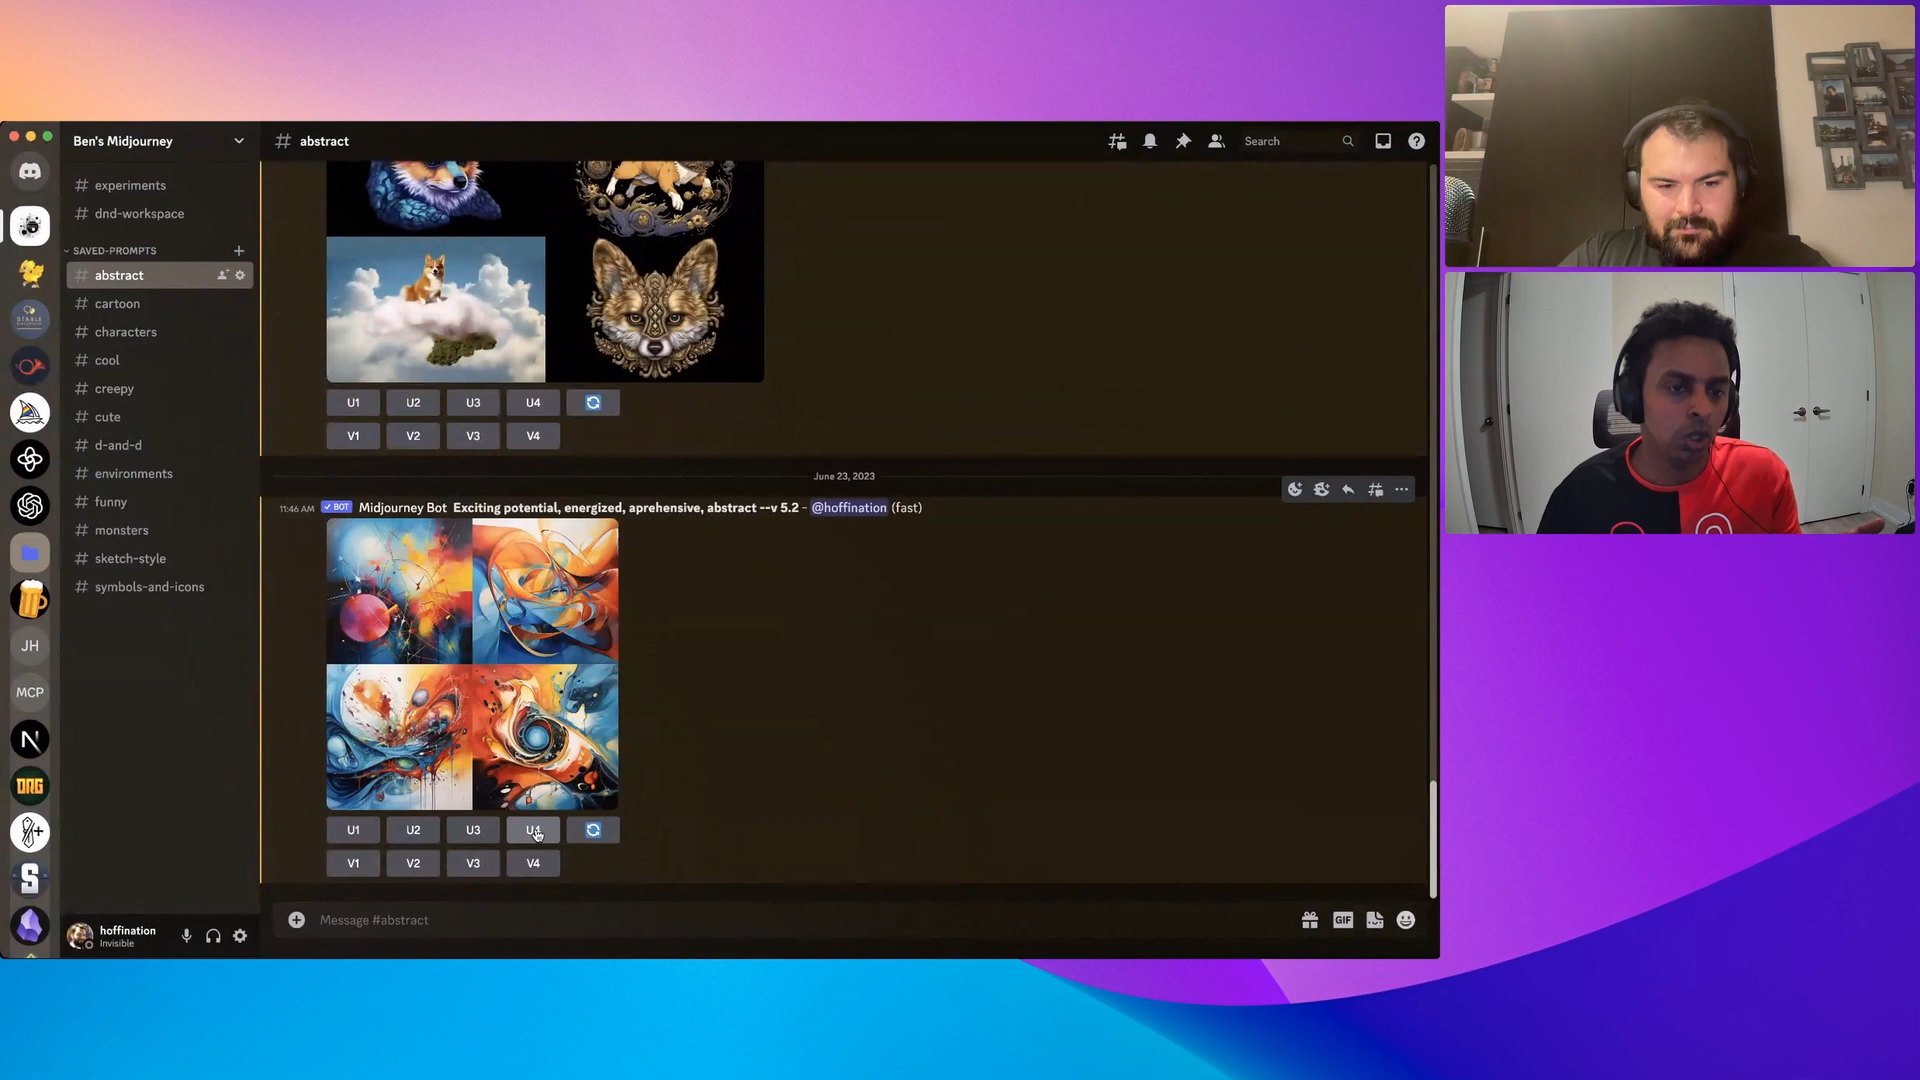 Ben's Midjourney
# abstract
Search
# experiments
# dnd-workspace
SAVED-PROMPTS
# abstract
# cartoon
# characters
# cool
# creepy
# cute
# d-and-d
# environments
# funny
# monsters
# sketch-style
# symbols-and-icons
STABLE
JH
MCP
N
DRG
S
hoffination
Invisible
U1 U2 U3 U4
V1 V2 V3 V4
June 23, 2023
11:46 AM ✓ BOT Midjourney Bot Exciting potential, energized, aprehensive, abstract --v 5.2 - @hoffination (fast)
U1 U2 U3 U4
V1 V2 V3 V4
Message #abstract
GIF